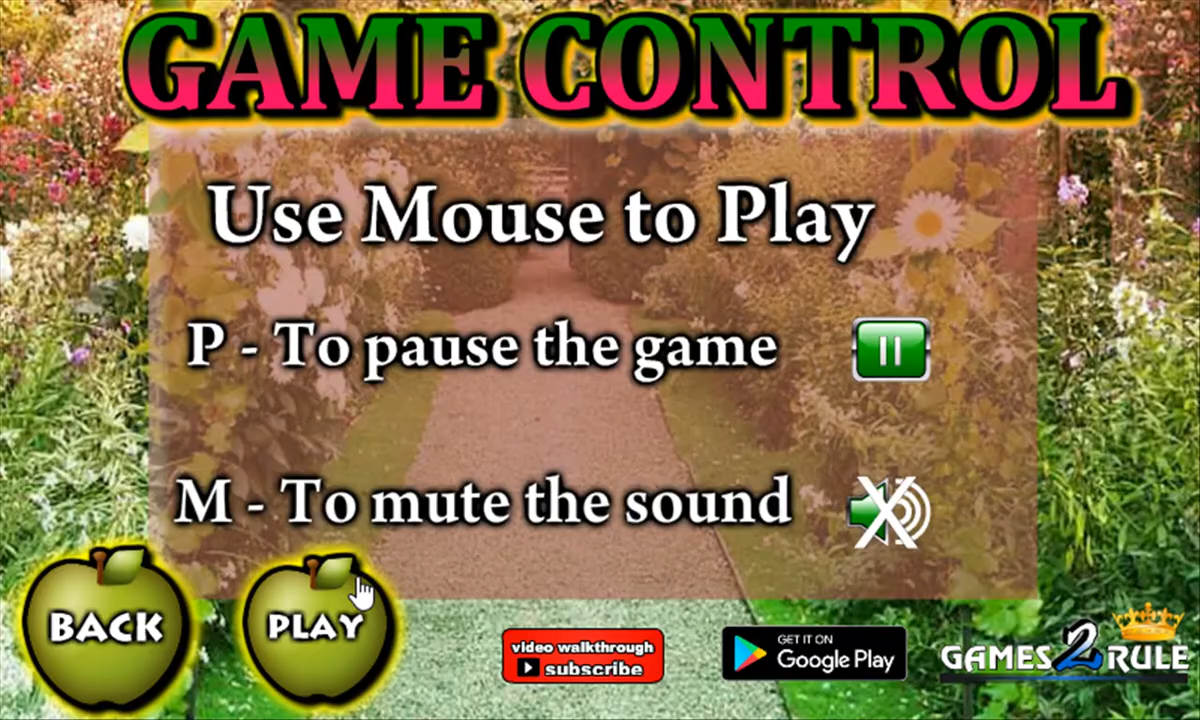 GAME CONTROL
Use Mouse to Play
P - To pause the game
M - To mute the sound
BACK
PLAY
video walkthrough
subscribe
GET IT ON
Google Play
GAMES2RULE